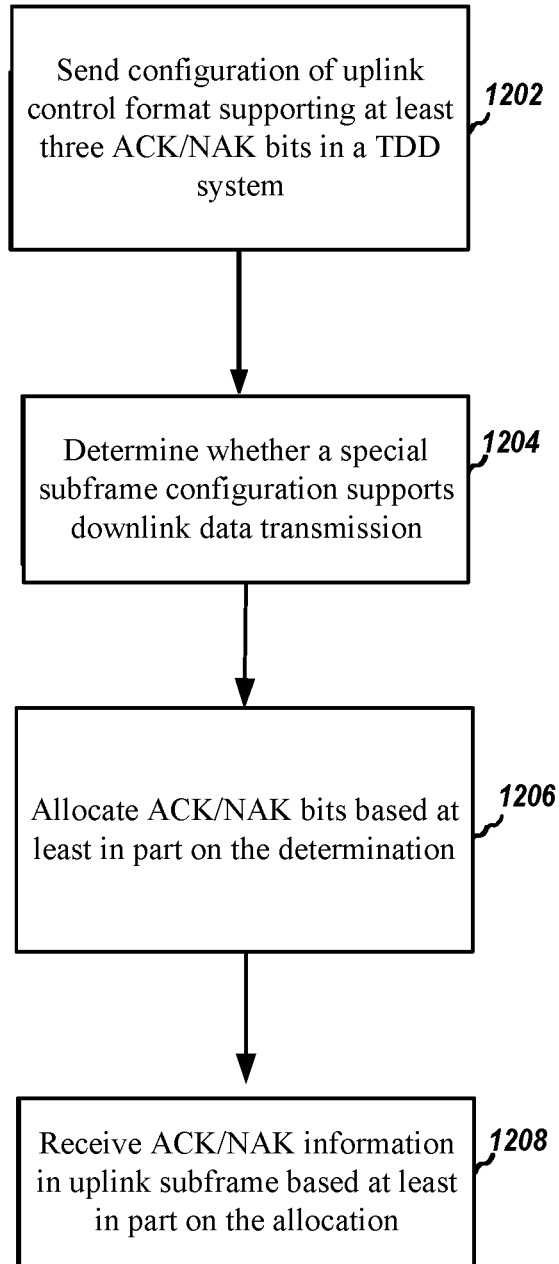 Send configuration of uplink
control format supporting at least
three ACK/NAK bits in a TDD
system
1202
Determine whether a special
subframe configuration supports
downlink data transmission
1204
Allocate ACK/NAK bits based at
least in part on the determination
1206
Receive ACK/NAK information
in uplink subframe based at least
in part on the allocation
1208